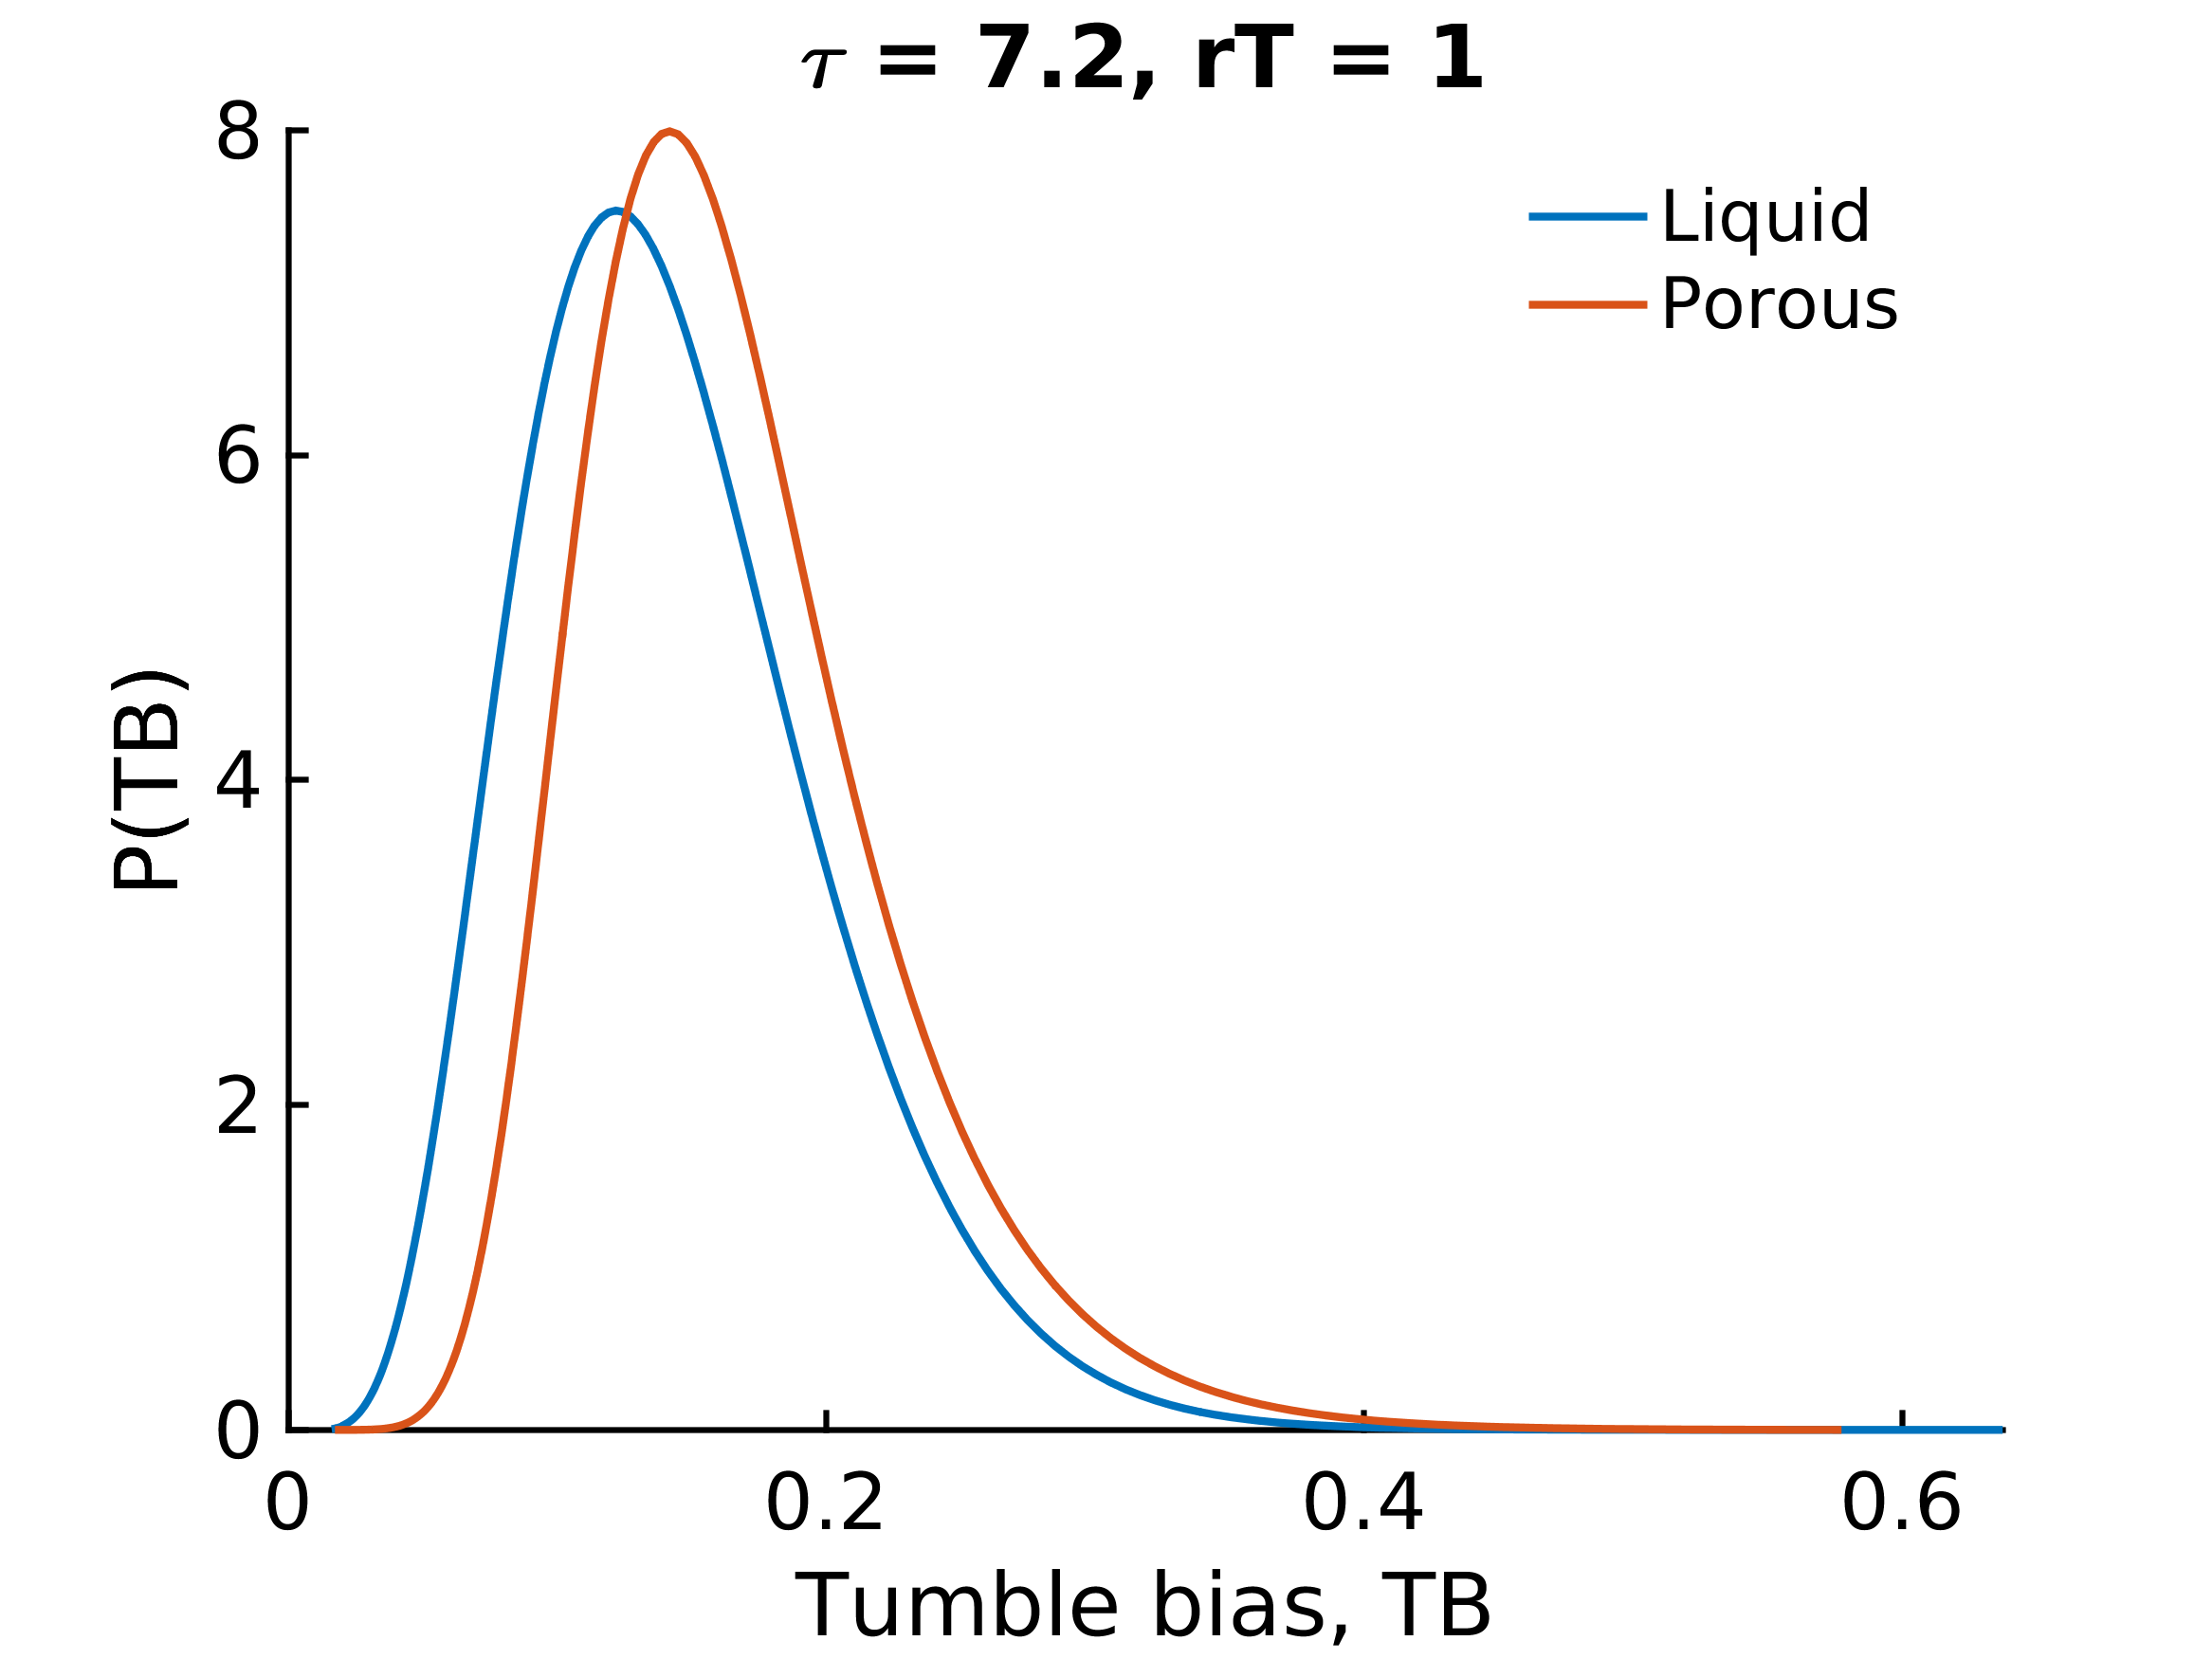 τ = 7.2, rT = 1
Liquid
Porous
P(TB)
8
6
4
2
0
0
0.2
0.4
0.6
Tumble bias, TB